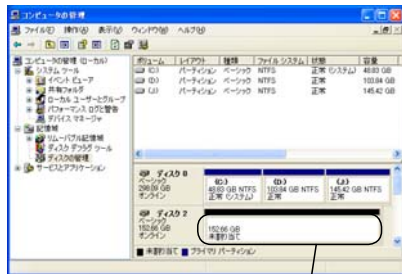 コンピュータの管理
ファイル(F) 操作(A) 表示(V) ウィンドウ(W) ヘルプ(H)
コンピュータの管理 (ローカル)
システム ツール
イベント ビューア
共有フォルダ
ローカル ユーザーとグループ
パフォーマンス ログと警告
デバイス マネージャ
記憶域
リムーバブル記憶域
ディスク デフラグ ツール
ディスクの管理
サービスとアプリケーション
ボリューム レイアウト 種類 ファイル システム 状態 容量
(C:) パーティション ベーシック NTFS 正常 (システム) 48.83 GB
(D:) パーティション ベーシック NTFS 正常 103.84 GB
パーティション ベーシック NTFS 正常 145.42 GB
ディスク 0
ベーシック
298.09 GB
オンライン
(C:)
48.83 GB NTFS
正常 (システム)
(D:)
103.84 GB NTFS
正常
145.42 GB NTFS
正常
ディスク 2
ベーシック
152.66 GB
オンライン
152.66 GB
未割り当て
未割り当て プライマリ パーティション